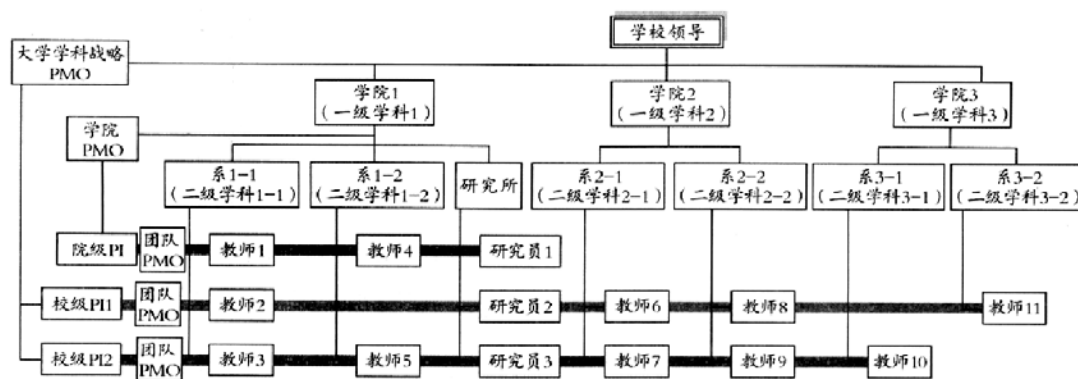 学校领导
大学学科战略
PMO
学院1
(一级学科1)
学院2
(一级学科2)
学院3
(一级学科3)
学院
PMO
系1-1
(二级学科1-1)
系1-2
(二级学科1-2)
研究所
系2-1
(二级学科2-1)
系2-2
(二级学科2-2)
系3-1
(二级学科3-1)
系3-2
(二级学科3-2)
院级PI
团队
PMO
教师1
教师4
研究员1
校级PI1
团队
PMO
教师2
研究员2
教师6
教师8
教师11
校级PI2
团队
PMO
教师3
教师5
研究员3
教师7
教师9
教师10